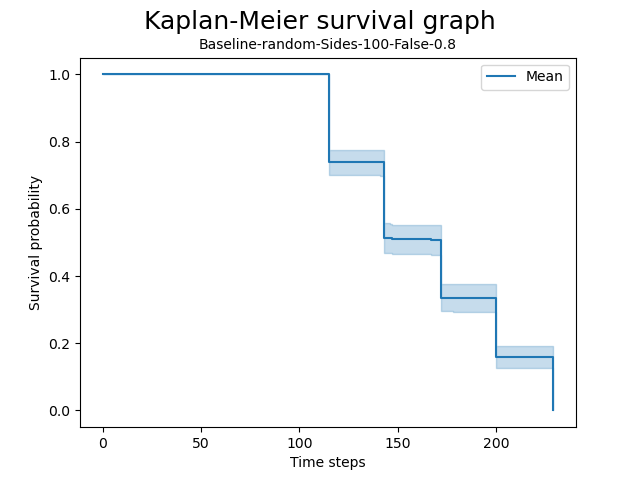 Kaplan-Meier survival graph
Baseline-random-Sides-100-False-0.8
Mean
1.0
0.8
0.6
0.4
0.2
0.0
Survival probability
0 50 100 150 200
Time steps